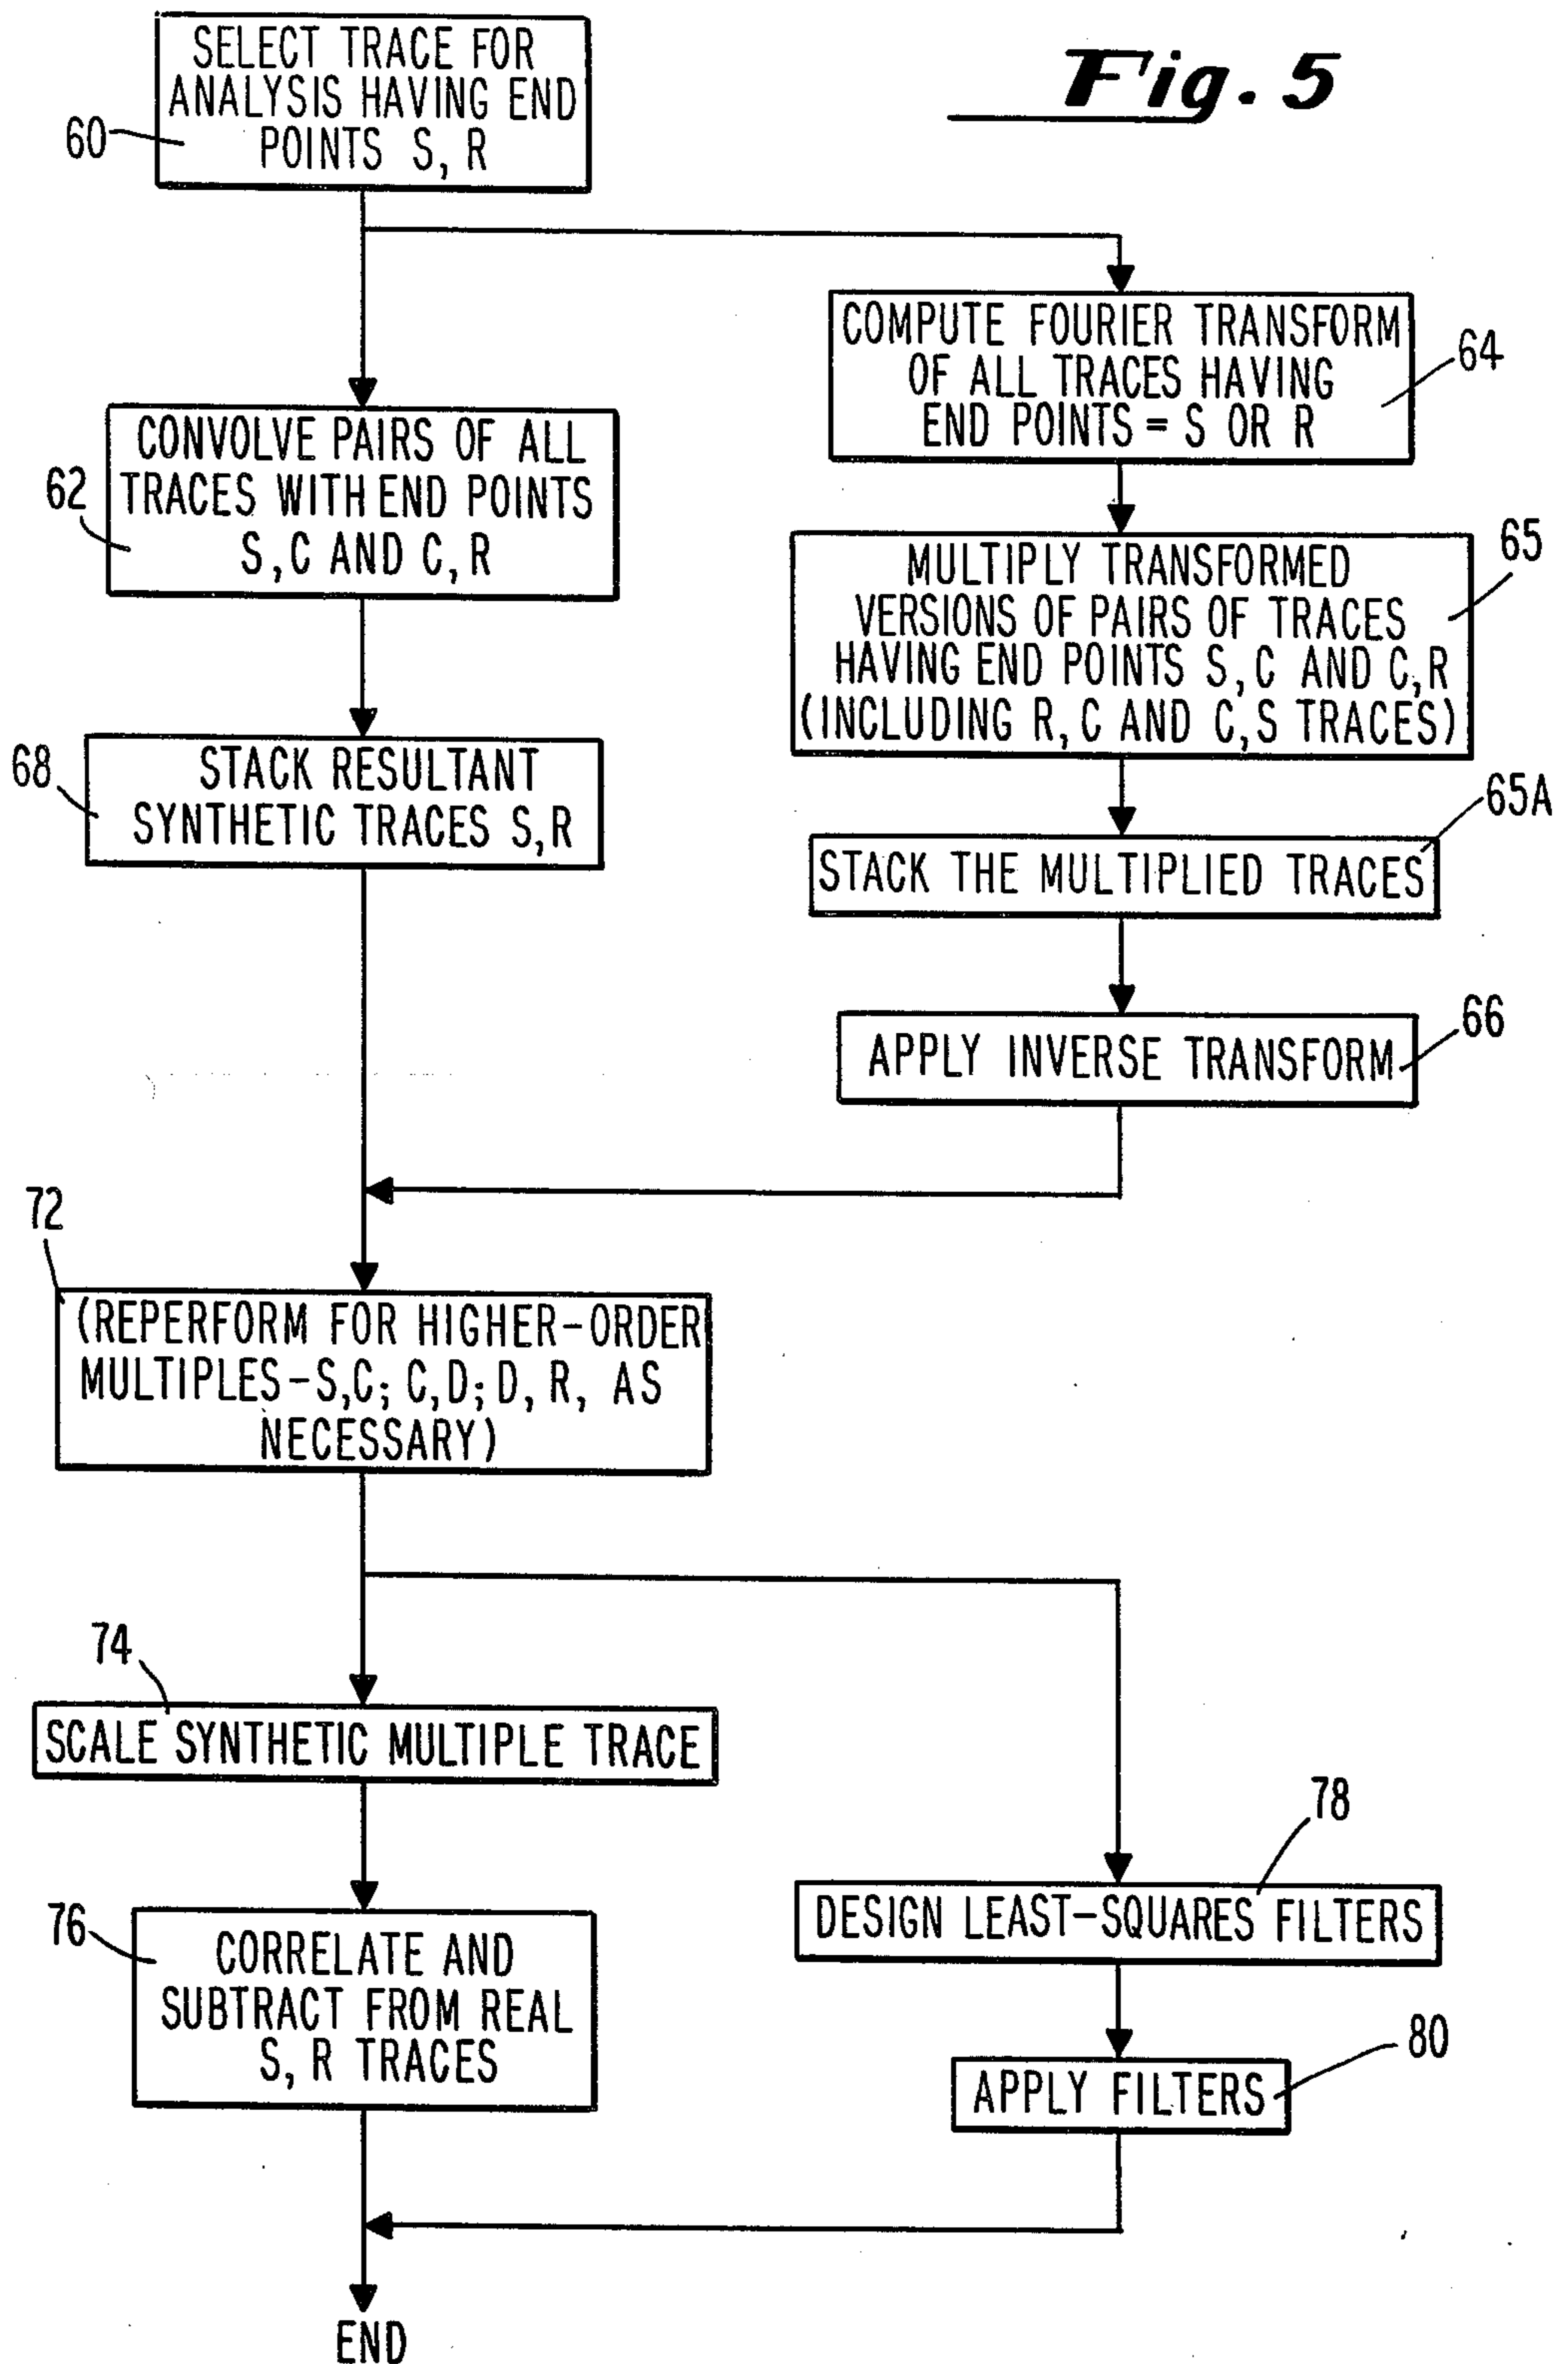 Fig. 5
SELECT TRACE FOR
ANALYSIS HAVING END
POINTS S, R
60
COMPUTE FOURIER TRANSFORM
OF ALL TRACES HAVING
END POINTS = S OR R
64
CONVOLVE PAIRS OF ALL
TRACES WITH END POINTS
S,C AND C,R
62
MULTIPLY TRANSFORMED
VERSIONS OF PAIRS OF TRACES
HAVING END POINTS S,C AND C,R
(INCLUDING R,C AND C,S TRACES)
65
STACK RESULTANT
SYNTHETIC TRACES S,R
68
65A
STACK THE MULTIPLIED TRACES
APPLY INVERSE TRANSFORM
66
72
(REPERFORM FOR HIGHER-ORDER
MULTIPLES-S,C; C,D; D, R, AS
NECESSARY)
74
SCALE SYNTHETIC MULTIPLE TRACE
78
DESIGN LEAST-SQUARES FILTERS
76
CORRELATE AND
SUBTRACT FROM REAL
S, R TRACES
80
APPLY FILTERS
END